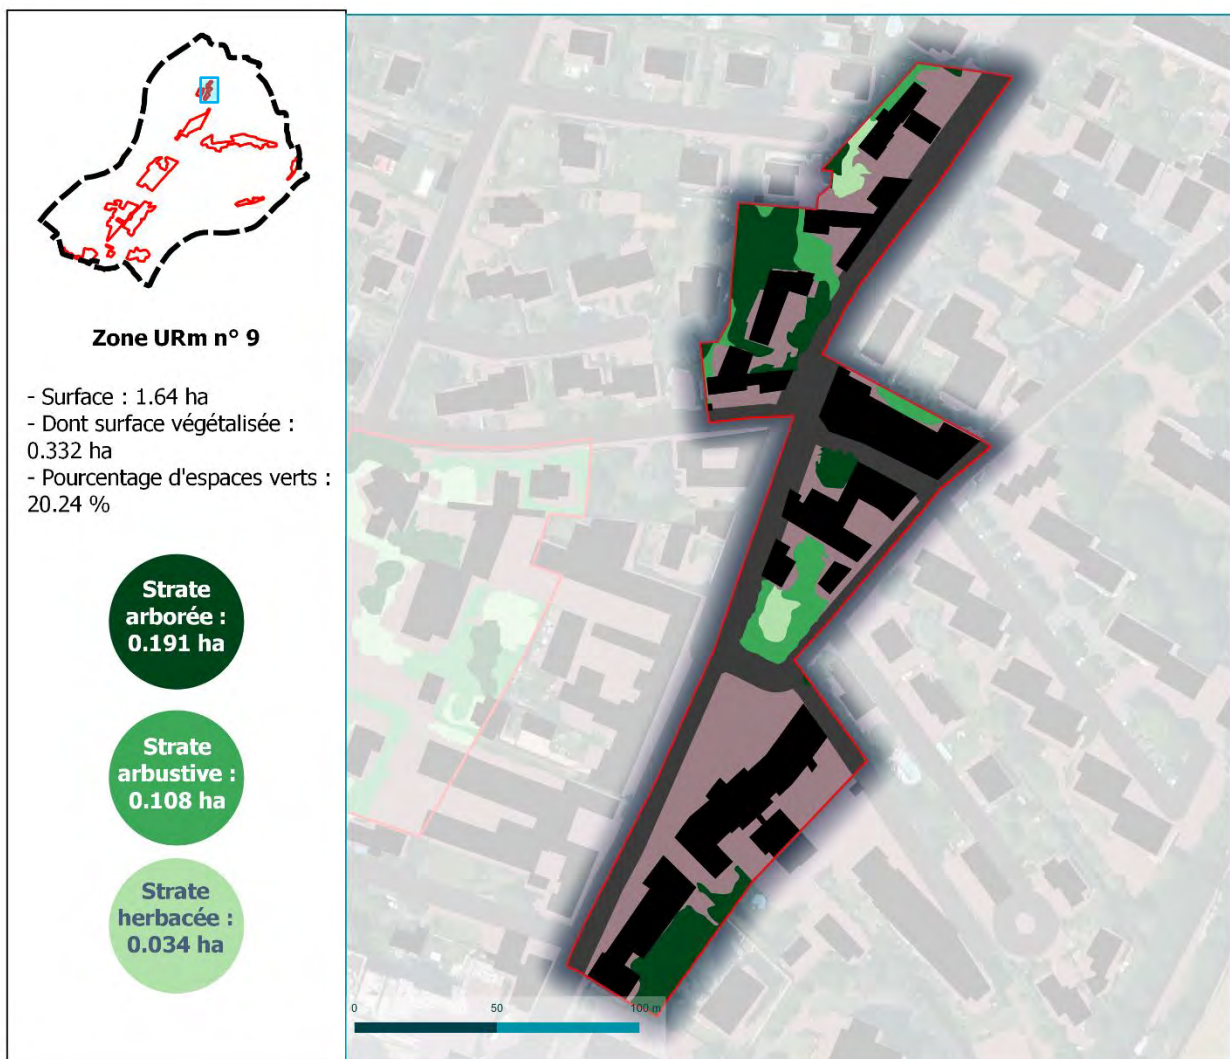 Zone URm n° 9
- Surface : 1.64 ha
- Dont surface végétalisée :
0.332 ha
- Pourcentage d'espaces verts :
20.24 %
Strate
arborée :
0.191 ha
Strate
arbustive :
0.108 ha
Strate
herbacée :
0.034 ha
0 50 100 m